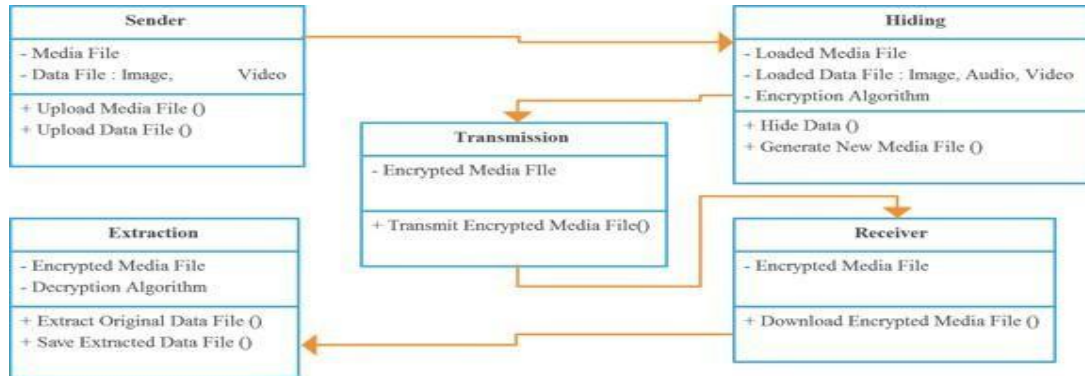 Sender
- Media File
- Data File : Image, Video
+ Upload Media File ()
+ Upload Data File ()
Hiding
- Loaded Media File
- Loaded Data File : Image, Audio, Video
- Encryption Algorithm
+ Hide Data ()
+ Generate New Media File ()
Transmission
- Encrypted Media FIle
+ Transmit Encrypted Media File()
Extraction
- Encrypted Media File
- Decryption Algorithm
+ Extract Original Data File ()
+ Save Extracted Data File ()
Receiver
- Encrypted Media File
+ Download Encrypted Media File ()